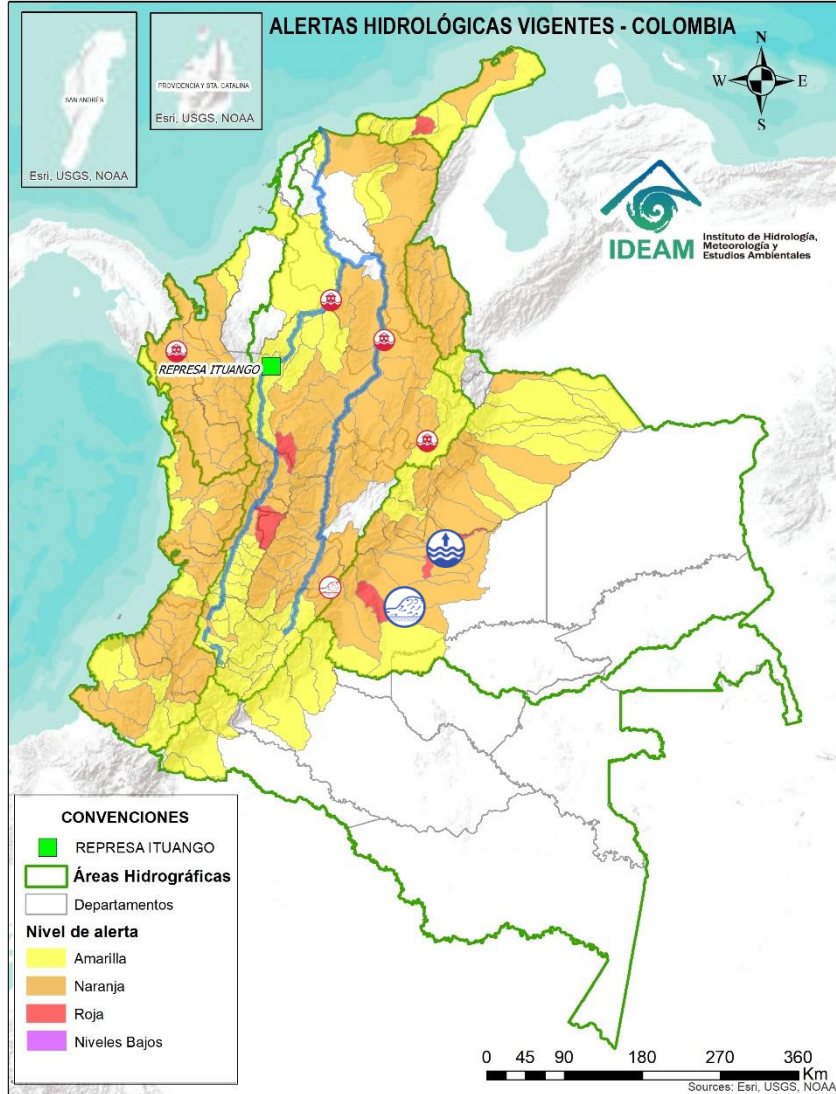 ALERTAS HIDROLÓGICAS VIGENTES - COLOMBIA
N
W E
S
SAN ANDRÉS
Esri, USGS, NOAA
PROVIDENCIA Y STA. CATALINA
Esri, USGS, NOAA
IDEAM
Instituto de Hidrología,
Meteorología y
Estudios Ambientales
REPRESA ITUANGO
CONVENCIONES
REPRESA ITUANGO
Áreas Hidrográficas
Departamentos
Nivel de alerta
Amarilla
Naranja
Roja
Niveles Bajos
0 45 90 180 270 360
Km
Sources: Esri, USGS, NOAA